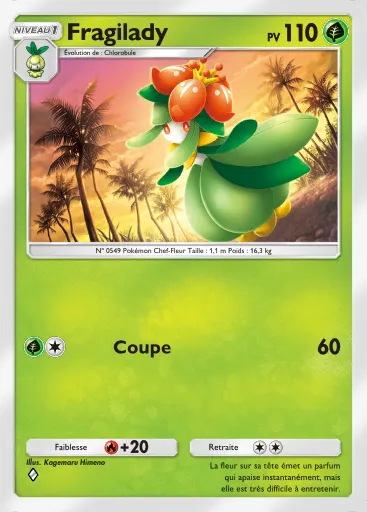 NIVEAU 1
Fragilady
PV 110
Évolution de : Chlorobule
N° 0549 Pokémon Chef-Fleur Taille : 1,1 m Poids : 16,3 kg
Coupe 60
Faiblesse +20
Retraite
Illus. Kagemaru Himeno
La fleur sur sa tête émet un parfum
qui apaise instantanément, mais
elle est très difficile à entretenir.